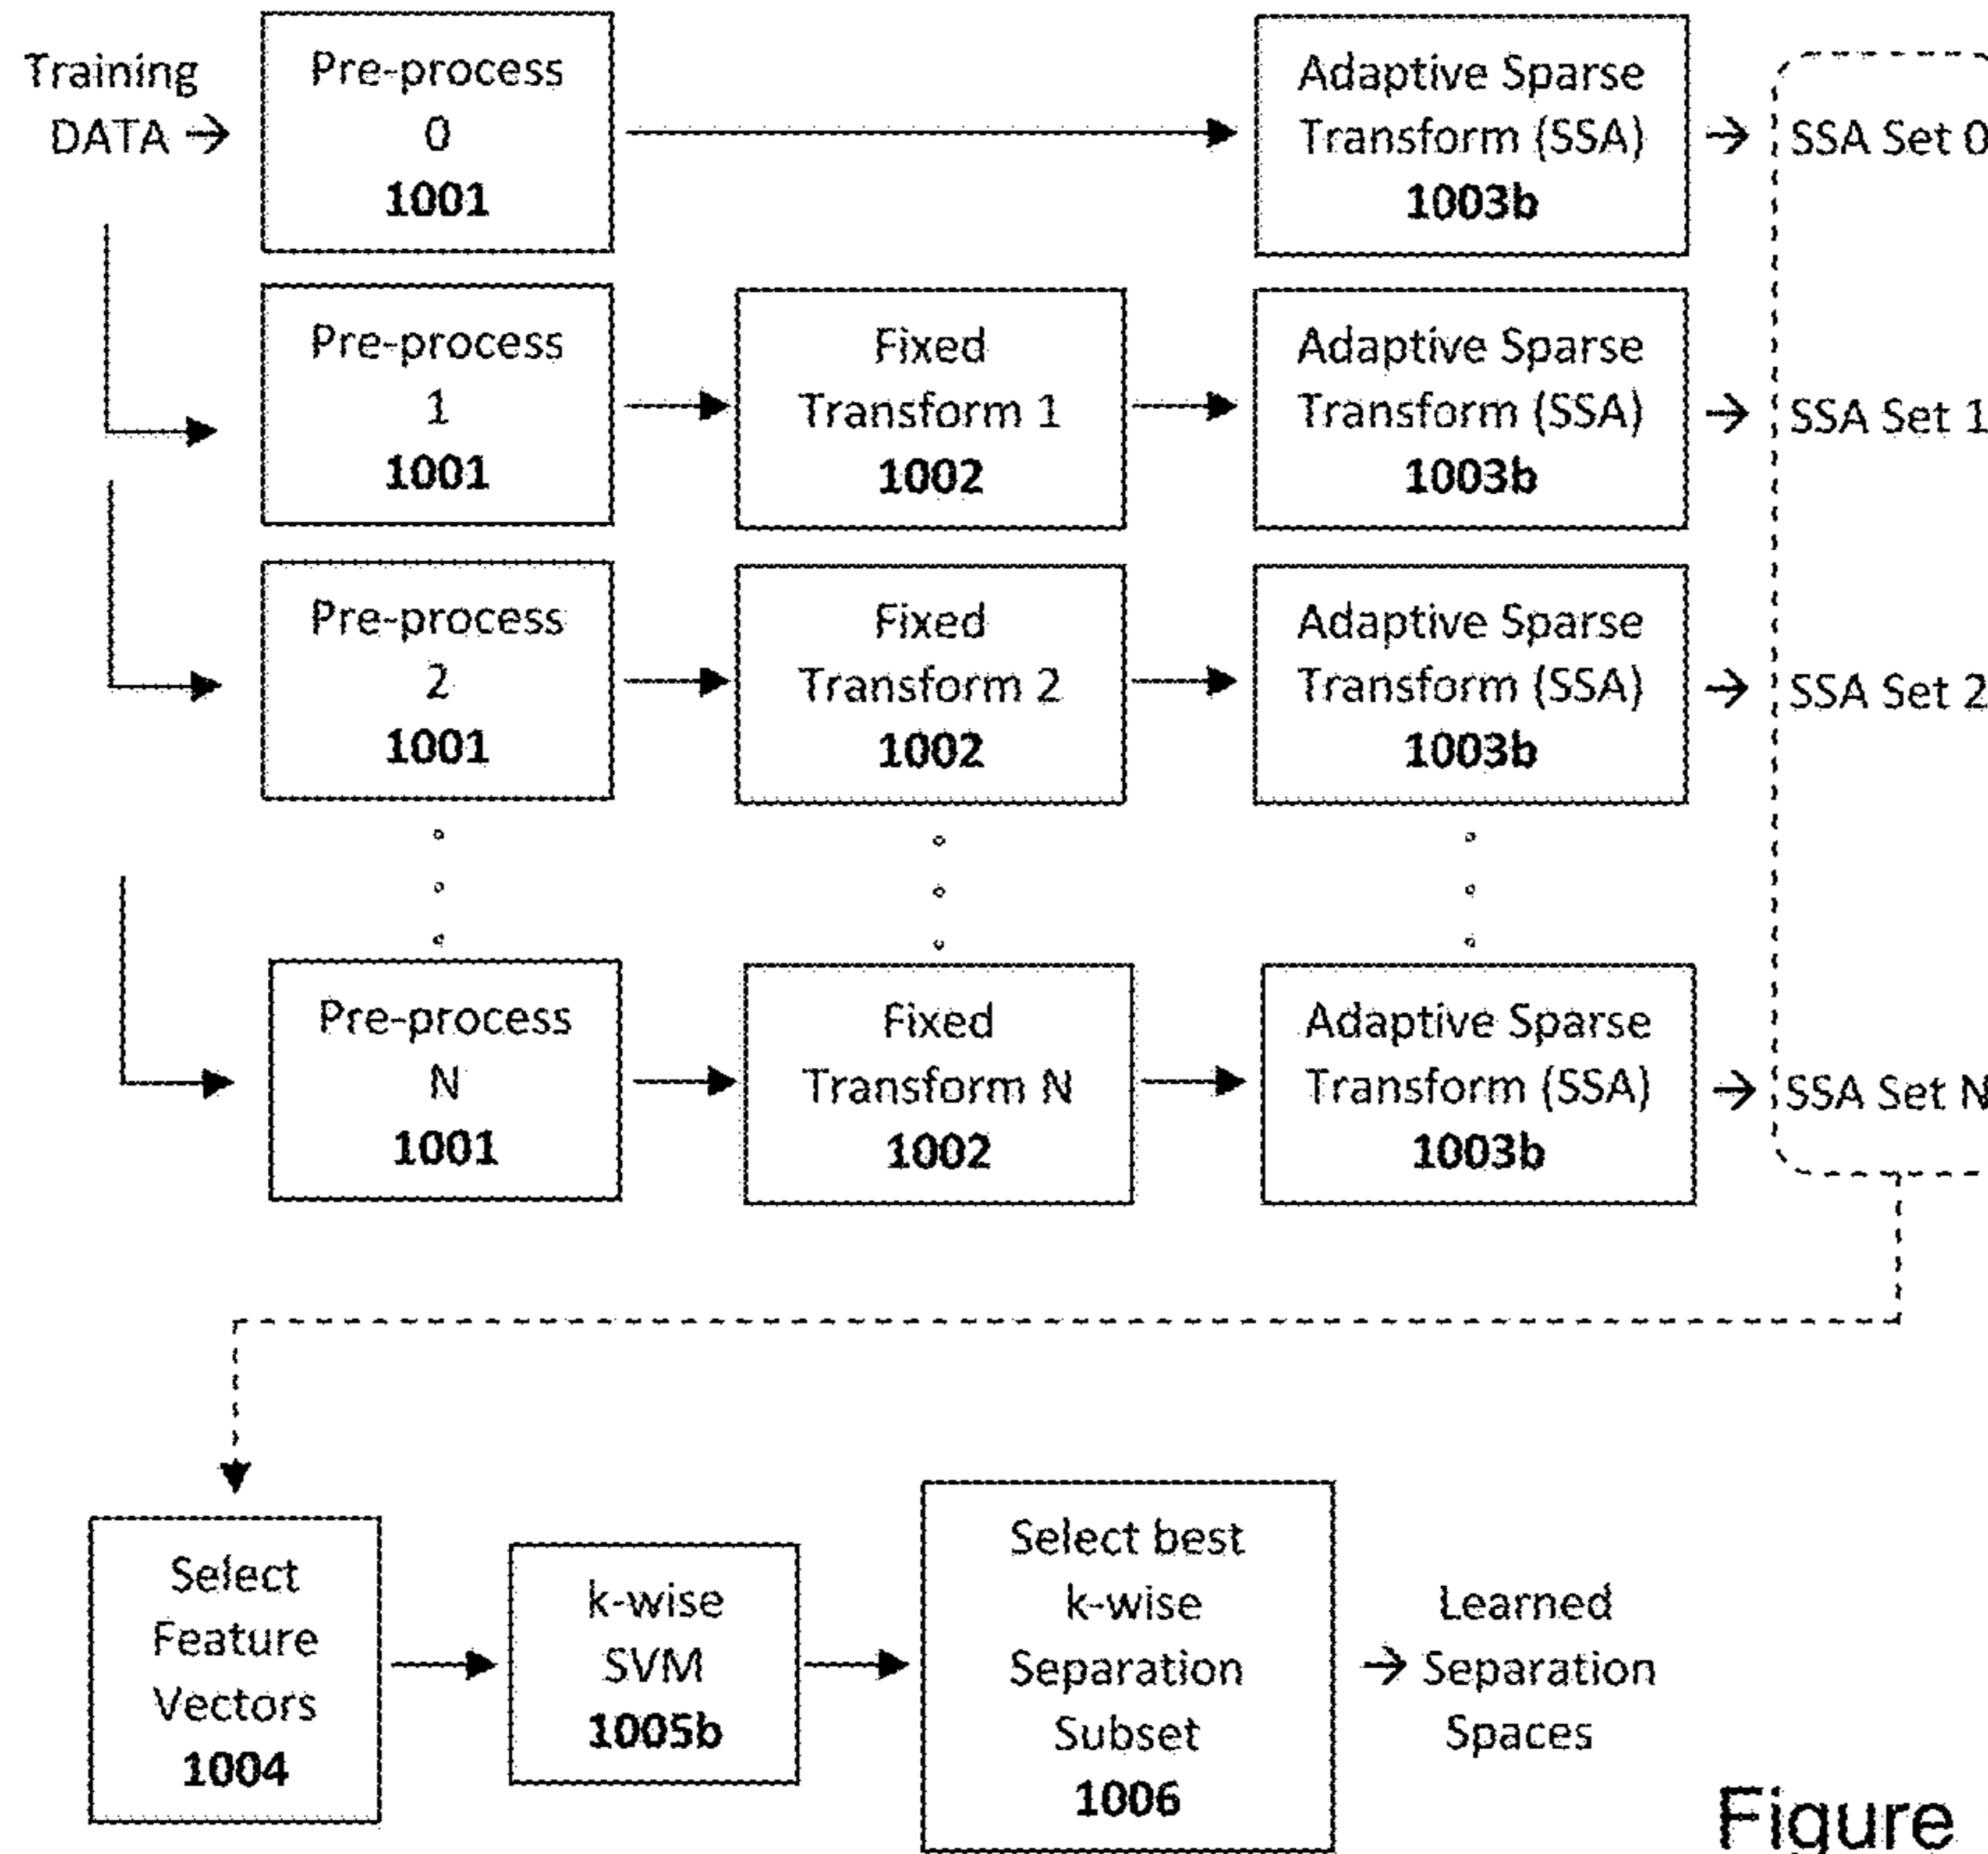 Training
DATA →
Pre-process
0
1001
Adaptive Sparse
Transform (SSA)
1003b
→
SSA Set 0
Pre-process
1
1001
Fixed
Transform 1
1002
Adaptive Sparse
Transform (SSA)
1003b
→
SSA Set 1
Pre-process
2
1001
Fixed
Transform 2
1002
Adaptive Sparse
Transform (SSA)
1003b
→
SSA Set 2
Pre-process
N
1001
Fixed
Transform N
1002
Adaptive Sparse
Transform (SSA)
1003b
→
SSA Set N
Select
Feature
Vectors
1004
k-wise
SVM
1005b
Select best
k-wise
Separation
Subset
1006
Learned
→ Separation
Spaces
Figure